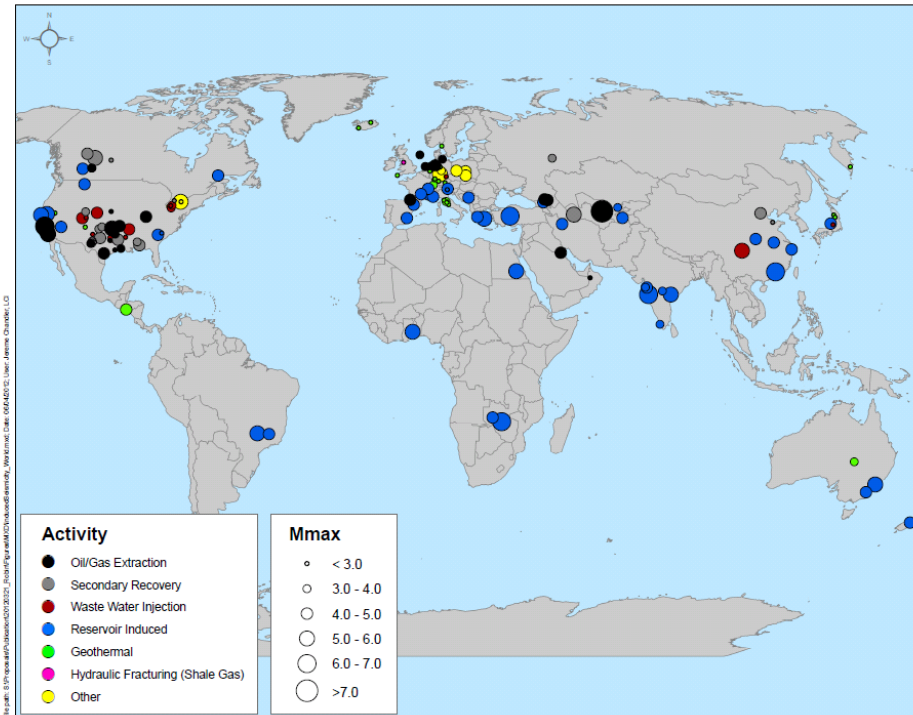 N
W E
S
Activity
Oil/Gas Extraction
Secondary Recovery
Waste Water Injection
Reservoir Induced
Geothermal
Hydraulic Fracturing (Shale Gas)
Other
Mmax
< 3.0
3.0 - 4.0
4.0 - 5.0
5.0 - 6.0
6.0 - 7.0
>7.0